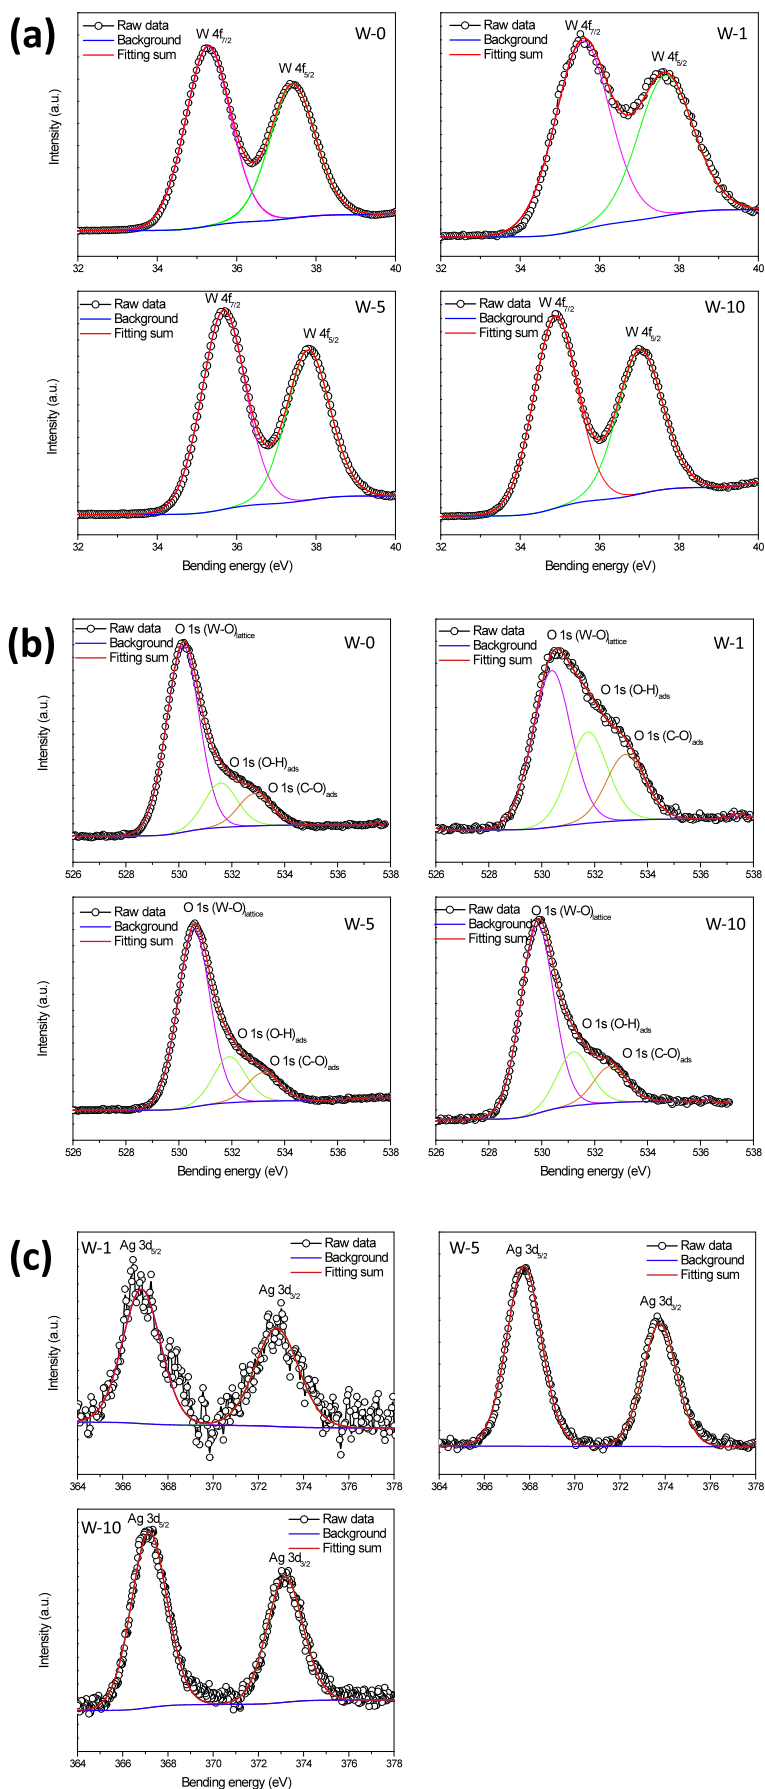 (a)
Raw data
Background
Fitting sum
W 4f7/2
W 4f5/2
W-0
Intensity (a.u.)
32 34 36 38 40
Raw data
Background
Fitting sum
W 4f7/2
W 4f5/2
W-1
32 34 36 38 40
Raw data
Background
Fitting sum
W 4f7/2
W 4f5/2
W-5
Intensity (a.u.)
32 34 36 38 40
Bending energy (eV)
Raw data
Background
Fitting sum
W 4f7/2
W 4f5/2
W-10
32 34 36 38 40
Bending energy (eV)
(b)
Raw data
Background
Fitting sum
O 1s (W-O)lattice
O 1s (O-H)ads
O 1s (C-O)ads
W-0
Intensity (a.u.)
526 528 530 532 534 536 538
Raw data
Background
Fitting sum
O 1s (W-O)lattice
O 1s (O-H)ads
O 1s (C-O)ads
W-1
526 528 530 532 534 536 538
Raw data
Background
Fitting sum
O 1s (W-O)lattice
O 1s (O-H)ads
O 1s (C-O)ads
W-5
Intensity (a.u.)
526 528 530 532 534 536 538
Bending energy (eV)
Raw data
Background
Fitting sum
O 1s (W-O)lattice
O 1s (O-H)ads
O 1s (C-O)ads
W-10
526 528 530 532 534 536 538
Bending energy (eV)
(c)
W-1
Ag 3d5/2
Ag 3d3/2
Raw data
Background
Fitting sum
Intensity (a.u.)
364 366 368 370 372 374 376 378
W-5
Ag 3d5/2
Ag 3d3/2
Raw data
Background
Fitting sum
364 366 368 370 372 374 376 378
Bending energy (eV)
W-10
Ag 3d5/2
Ag 3d3/2
Raw data
Background
Fitting sum
Intensity (a.u.)
364 366 368 370 372 374 376 378
Bending energy (eV)